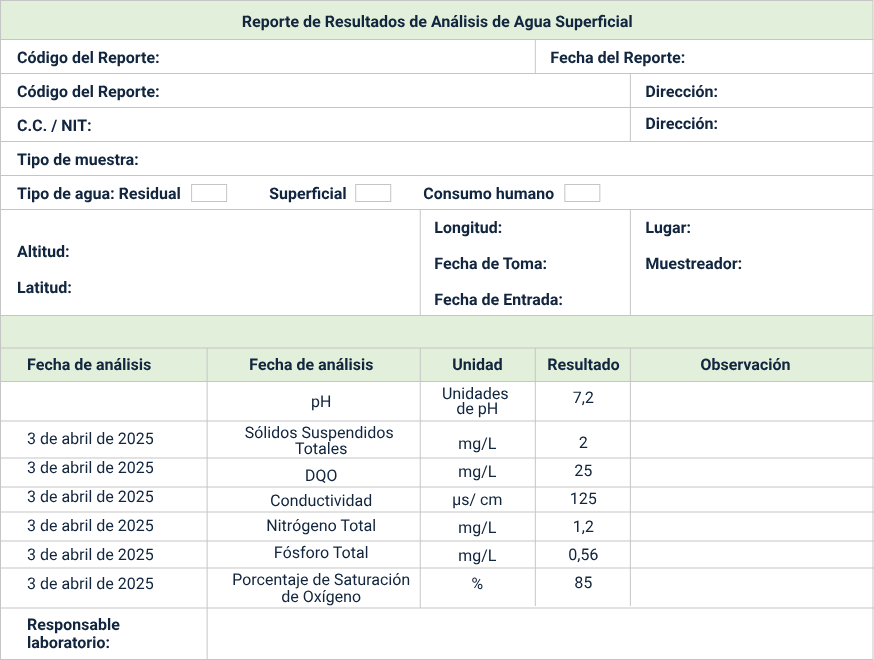 Reporte de Resultados de Análisis de Agua Superficial
Código del Reporte: Fecha del Reporte:
Código del Reporte: Dirección:
C.C. / NIT: Dirección:
Tipo de muestra:
Tipo de agua: Residual Superficial Consumo humano
Altitud:
Latitud:
Longitud:
Fecha de Toma:
Fecha de Entrada:
Lugar:
Muestreador:
Fecha de análisis Fecha de análisis Unidad Resultado Observación
pH Unidades de pH 7,2
3 de abril de 2025 Sólidos Suspendidos Totales mg/L 2
3 de abril de 2025 DQO mg/L 25
3 de abril de 2025 Conductividad µs/ cm 125
3 de abril de 2025 Nitrógeno Total mg/L 1,2
3 de abril de 2025 Fósforo Total mg/L 0,56
3 de abril de 2025 Porcentaje de Saturación de Oxígeno % 85
Responsable
laboratorio: